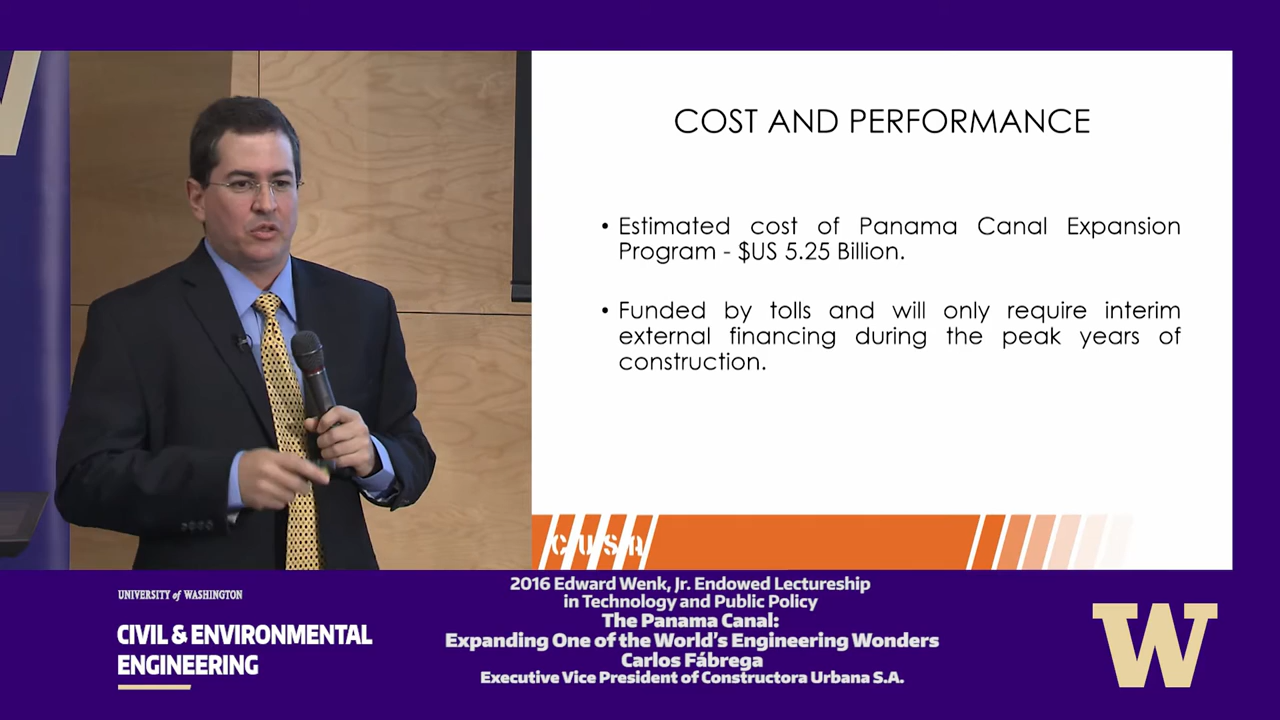 COST AND PERFORMANCE
• Estimated cost of Panama Canal Expansion
Program - $US 5.25 Billion.
• Funded by tolls and will only require interim
external financing during the peak years of
construction.
CUSA
UNIVERSITY of WASHINGTON
CIVIL & ENVIRONMENTAL
ENGINEERING
2016 Edward Wenk, Jr. Endowed Lectureship
in Technology and Public Policy
The Panama Canal:
Expanding One of the World's Engineering Wonders
Carlos Fábrega
Executive Vice President of Constructora Urbana S.A.
W